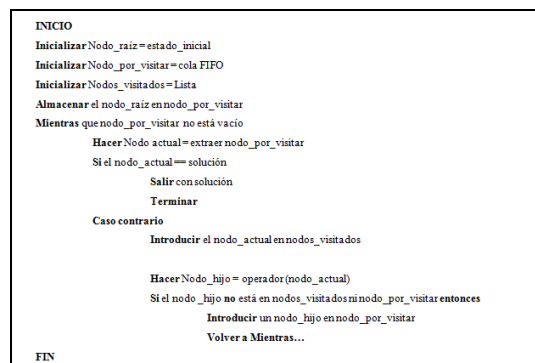 INICIO
Inicializar Nodo_raíz=estado_inicial
Inicializar Nodo_por_visitar=cola FIFO
Inicializar Nodos_visitados=Lista
Almacenar el nodo_raíz en nodo_por_visitar
Mientras que nodo_por_visitar no está vacío
Hacer Nodo actual=extraer nodo_por_visitar
Si el nodo_actual== solución
Salir con solución
Terminar
Caso contrario
Introducir el nodo_actual en nodos_visitados
Hacer Nodo_hijo = operador (nodo_actual)
Si el nodo_hijo no está en nodos_visitados ni nodo_por_visitar entonces
Introducir un nodo_hijo en nodo_por_visitar
Volver a Mientras...
FIN